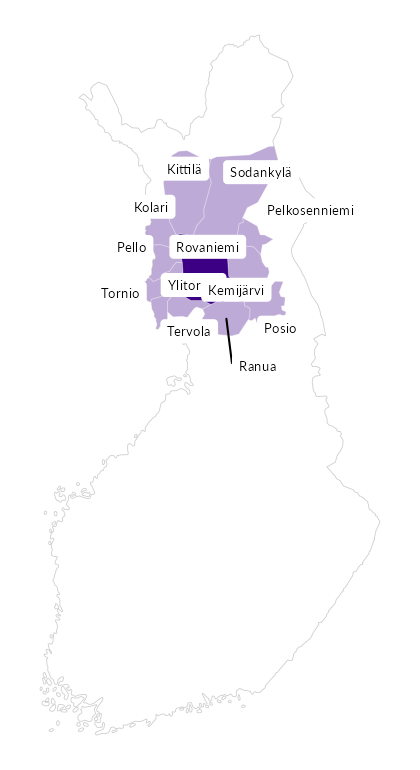 Kittilä
Sodankylä
Kolari
Pelkosenniemi
Pello
Rovaniemi
Ylitor
Kemijärvi
Tornio
Tervola
Posio
Ranua